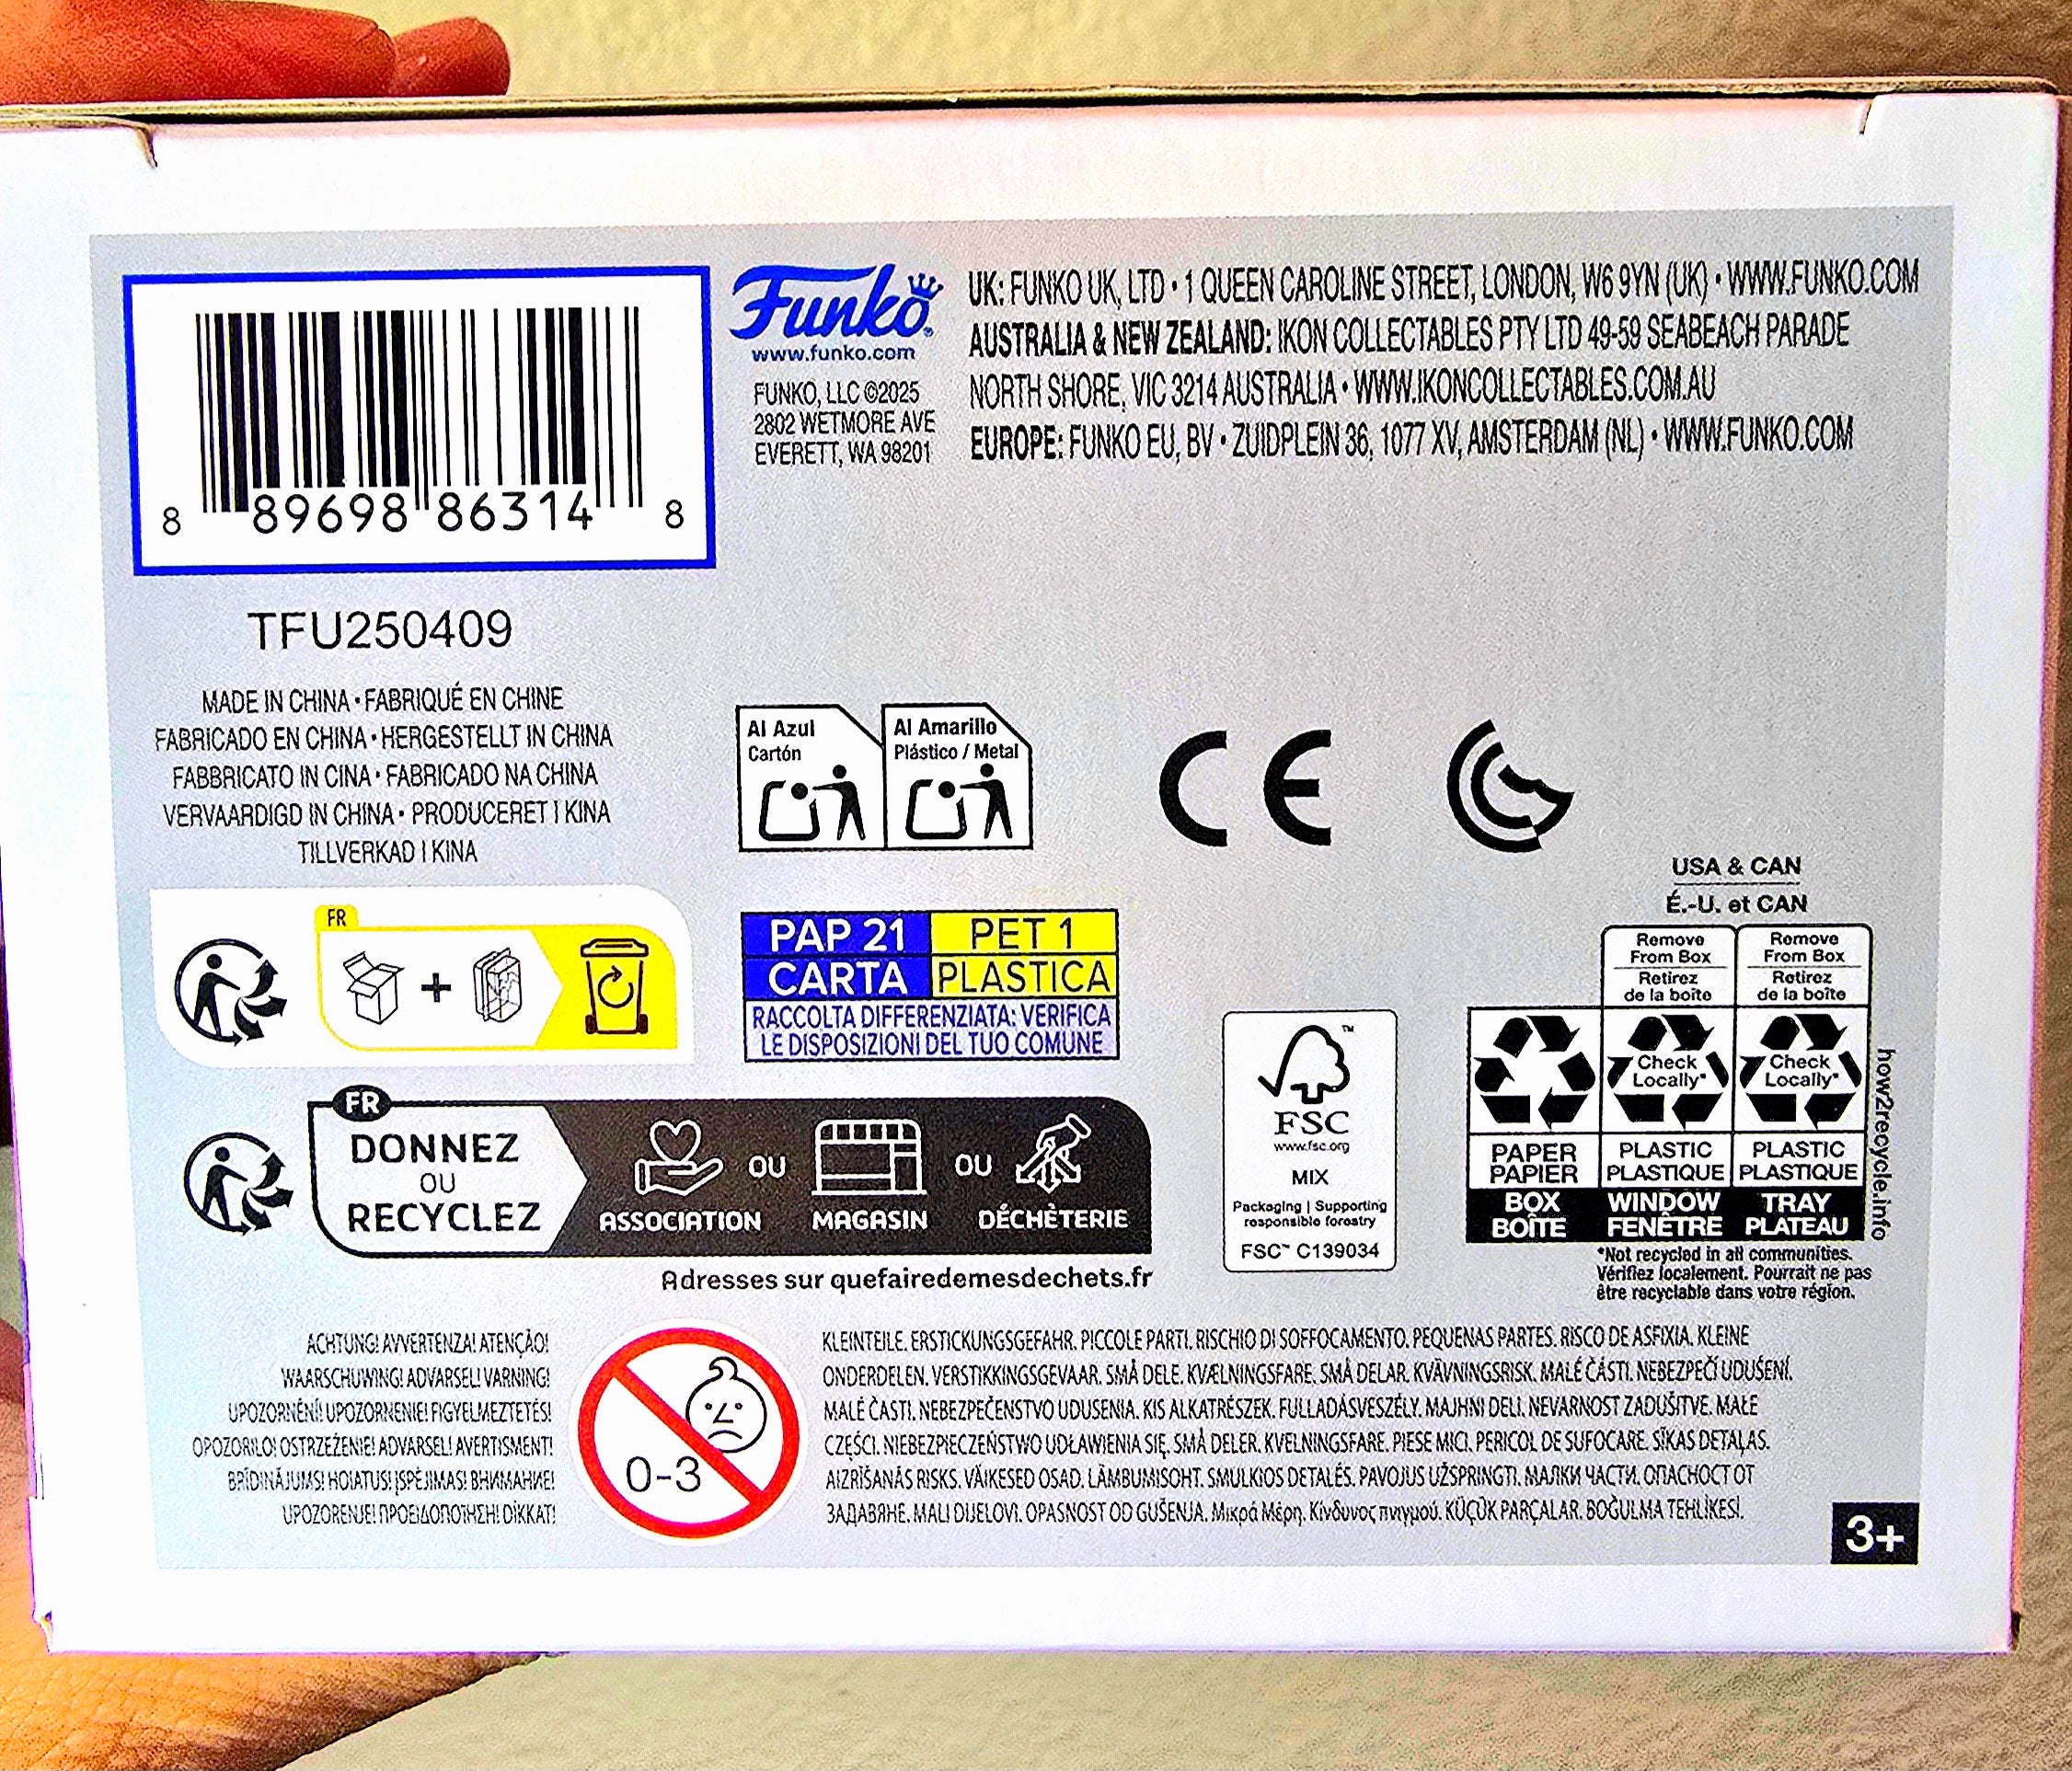 8 89698 86314 8
TFU250409
MADE IN CHINA • FABRIQUÉ EN CHINE
FABRICADO EN CHINA • HERGESTELLT IN CHINA
FABBRICATO IN CINA • FABRICADO NA CHINA
VERVAARDIGD IN CHINA • PRODUCERET I KINA
TILLVERKAD I KINA
Funko
www.funko.com
FUNKO, LLC ©2025
2802 WETMORE AVE
EVERETT, WA 98201
UK: FUNKO UK, LTD • 1 QUEEN CAROLINE STREET, LONDON, W6 9YN (UK) • WWW.FUNKO.COM
AUSTRALIA & NEW ZEALAND: IKON COLLECTABLES PTY LTD 49-59 SEABEACH PARADE
NORTH SHORE, VIC 3214 AUSTRALIA • WWW.IKONCOLLECTABLES.COM.AU
EUROPE: FUNKO EU, BV • ZUIDPLEIN 36, 1077 XV, AMSTERDAM (NL) • WWW.FUNKO.COM
Al Azul
Cartón
Al Amarillo
Plástico / Metal
CE
FR
PAP 21
CARTA
PET 1
PLASTICA
RACCOLTA DIFFERENZIATA: VERIFICA
LE DISPOSIZIONI DEL TUO COMUNE
FR
DONNEZ
OU
RECYCLEZ
ASSOCIATION
OU
MAGASIN
OU
DÉCHÈTERIE
Adresses sur quefairedemesdechets.fr
FSC™
www.fsc.org
MIX
Packaging | Supporting
responsible forestry
FSC™ C139034
USA & CAN
É.-U. et CAN
Remove
From Box
Retirez
de la boîte
Remove
From Box
Retirez
de la boîte
Check
Locally*
Check
Locally*
PAPER
PAPIER
PLASTIC
PLASTIQUE
PLASTIC
PLASTIQUE
BOX
BOÎTE
WINDOW
FENÊTRE
TRAY
PLATEAU
how2recycle.info
*Not recycled in all communities.
Vérifiez localement. Pourrait ne pas
être recyclable dans votre région.
ACHTUNG! AVVERTENZA! ATENÇÃO!
WAARSCHUWING! ADVARSEL! VARNING!
UPOZORNĚNÍ! UPOZORNENIE! FIGYELMEZTETÉS!
OPOZORILO! OSTRZEŻENIE! ADVARSEL! AVERTISMENT!
BRĪDINĀJUMS! HOIATUS! ĮSPĖJIMAS! ВНИМАНИЕ!
UPOZORENJE! ΠΡΟΕΙΔΟΠΟΊΗΣΗ! DİKKAT!
0-3
KLEINTEILE. ERSTICKUNGSGEFAHR. PICCOLE PARTI. RISCHIO DI SOFFOCAMENTO. PEQUENAS PARTES. RISCO DE ASFIXIA. KLEINE
ONDERDELEN. VERSTIKKINGSGEVAAR. SMÅ DELE. KVÆLNINGSFARE. SMÅ DELAR. KVÄVNINGSRISK. MALÉ ČÁSTI. NEBEZPEČÍ UDUŠENÍ.
MALÉ ČASTI. NEBEZPEČENSTVO UDUSENIA. KIS ALKATRÉSZEK. FULLADÁSVESZÉLY. MAJHNI DELI. NEVARNOST ZADUŠITVE. MAŁE
CZĘŚCI. NIEBEZPIECZEŃSTWO UDŁAWIENIA SIĘ. SMÅ DELER. KVELNINGSFARE. PIESE MICI. PERICOL DE SUFOCARE. SĪKAS DETAĻAS.
AIZRĪŠANĀS RISKS. VÄIKESED OSAD. LÄMBUMISOHT. SMULKIOS DETALĖS. PAVOJUS UŽSPRINGTI. МАЛКИ ЧАСТИ. ОПАСНОСТ ОТ
ЗАДАВЯНЕ. MALI DIJELOVI. OPASNOST OD GUŠENJA. Μικρά Μέρη. Κίνδυνος πνιγμού. KÜÇÜK PARÇALAR. BOĞULMA TEHLİKESİ.
3+